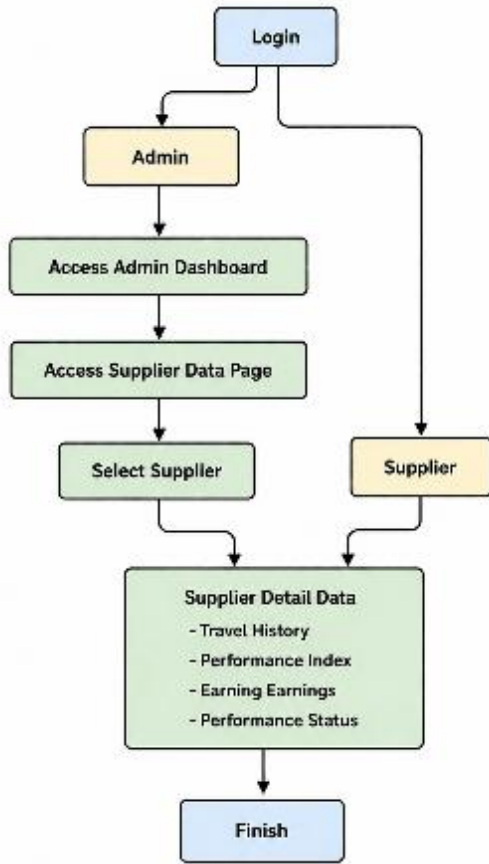 Login
Admin
Access Admin Dashboard
Access Supplier Data Page
Select Supplier
Supplier
Supplier Detail Data
- Travel History
- Performance Index
- Earning Earnings
- Performance Status
Finish